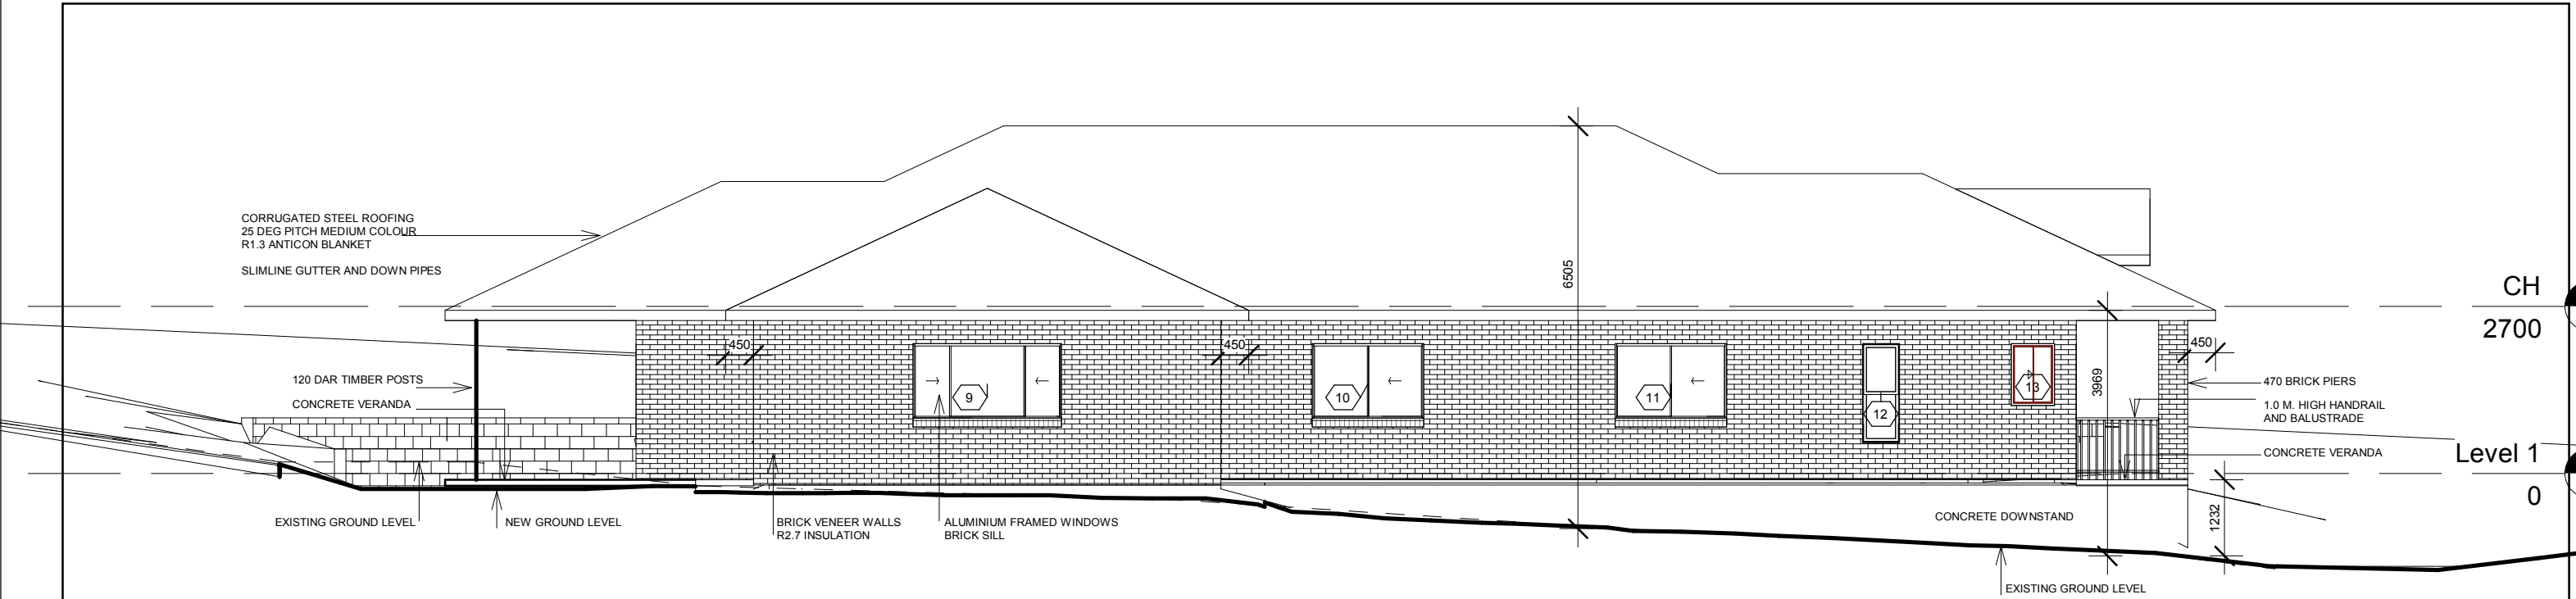 CORRUGATED STEEL ROOFING
25 DEG PITCH MEDIUM COLOUR
R1.3 ANTICON BLANKET
SLIMLINE GUTTER AND DOWN PIPES
6505
CH
2700
450
450
450
120 DAR TIMBER POSTS
CONCRETE VERANDA
9
10
11
12
13
3969
470 BRICK PIERS
1.0 M. HIGH HANDRAIL
AND BALUSTRADE
CONCRETE VERANDA
Level 1
0
EXISTING GROUND LEVEL
NEW GROUND LEVEL
BRICK VENEER WALLS
R2.7 INSULATION
ALUMINIUM FRAMED WINDOWS
BRICK SILL
CONCRETE DOWNSTAND
1232
EXISTING GROUND LEVEL